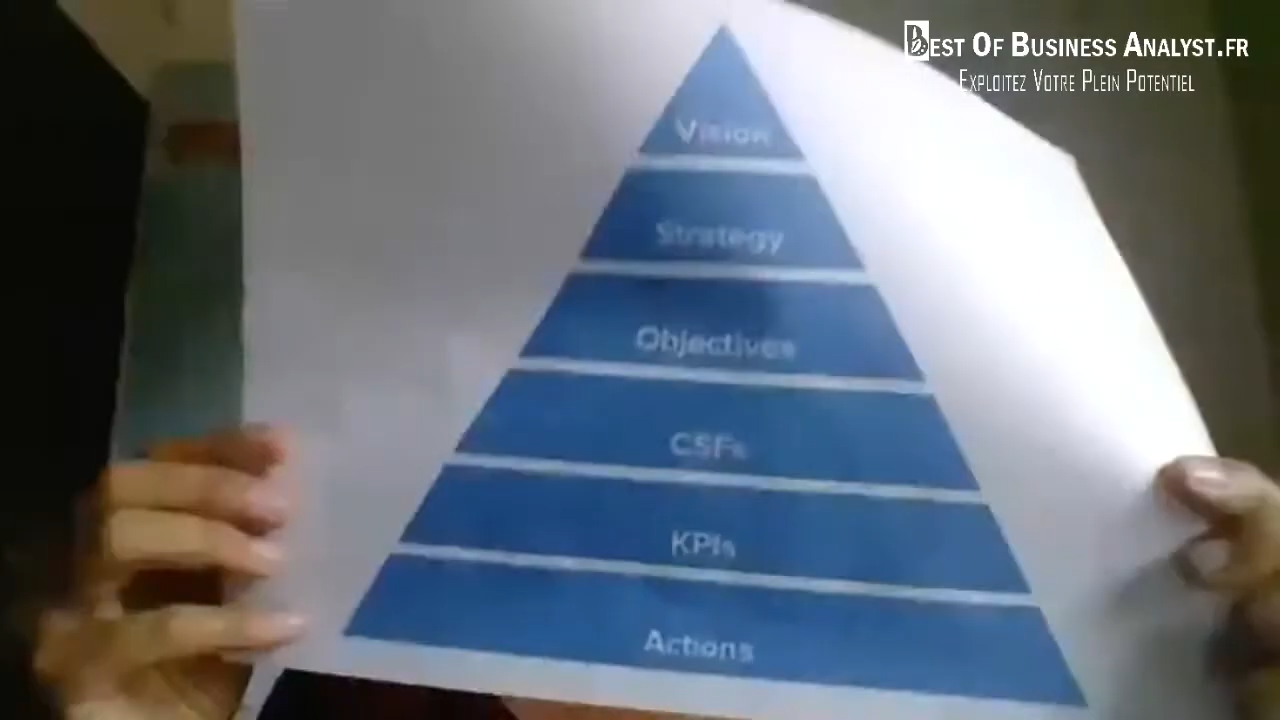 Best Of Business Analyst.fr
Exploitez Votre Plein Potentiel
Vision
Strategy
Objectives
CSFs
KPIs
Actions